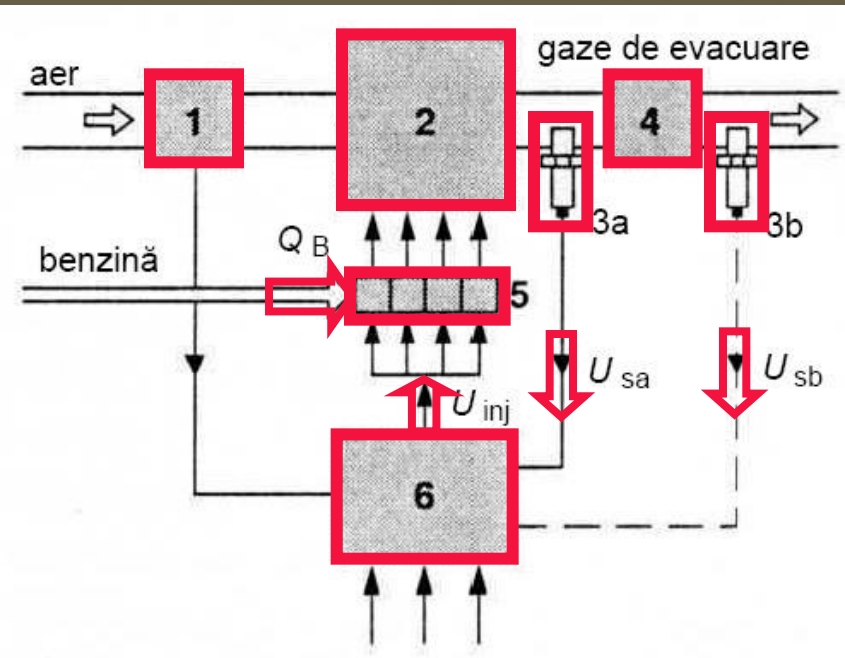 gaze de evacuare
aer
1
2
4
3a
3b
Q B
benzină
5
U sa
U sb
U inj
6